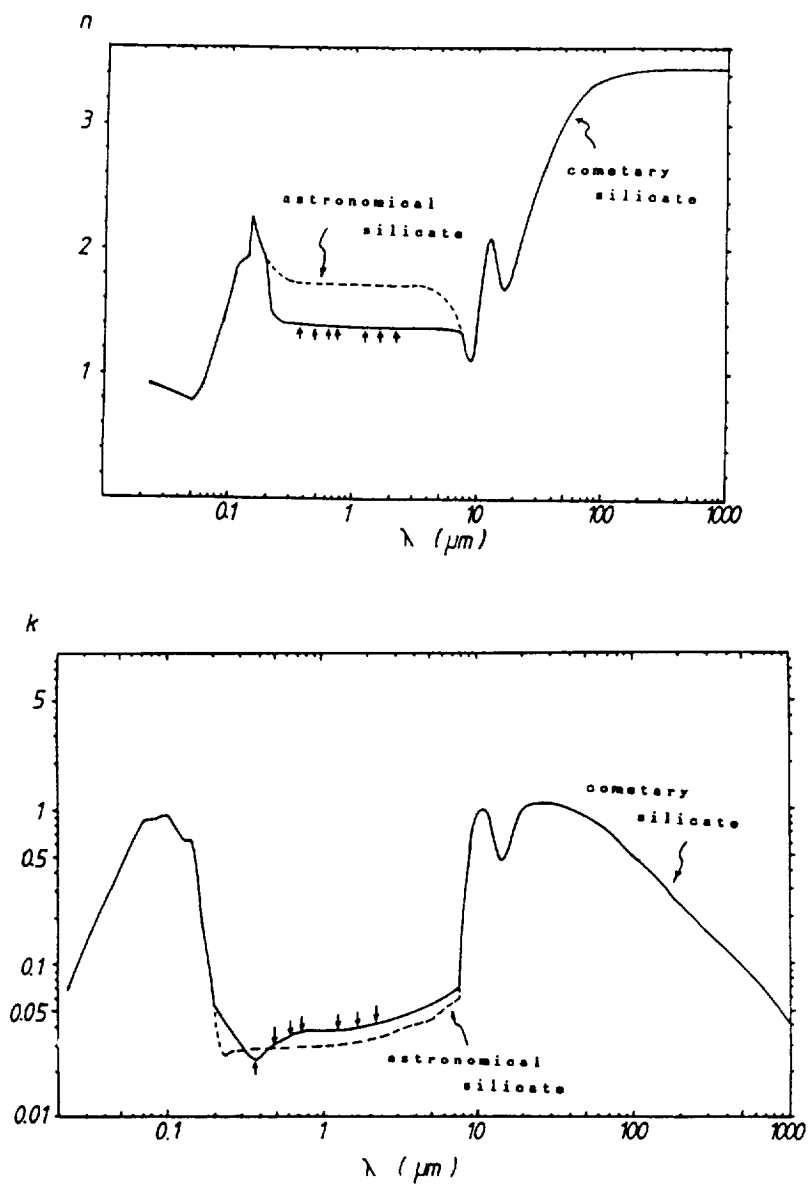 n
3
cometary
silicate
astronomical
silicate
2
1
0.1 1 10 100 1000
λ (μm)
k
5
cometary
silicate
1
0.5
0.1
0.05
astronomical
silicate
0.01
0.1 1 10 100 1000
λ (μm)